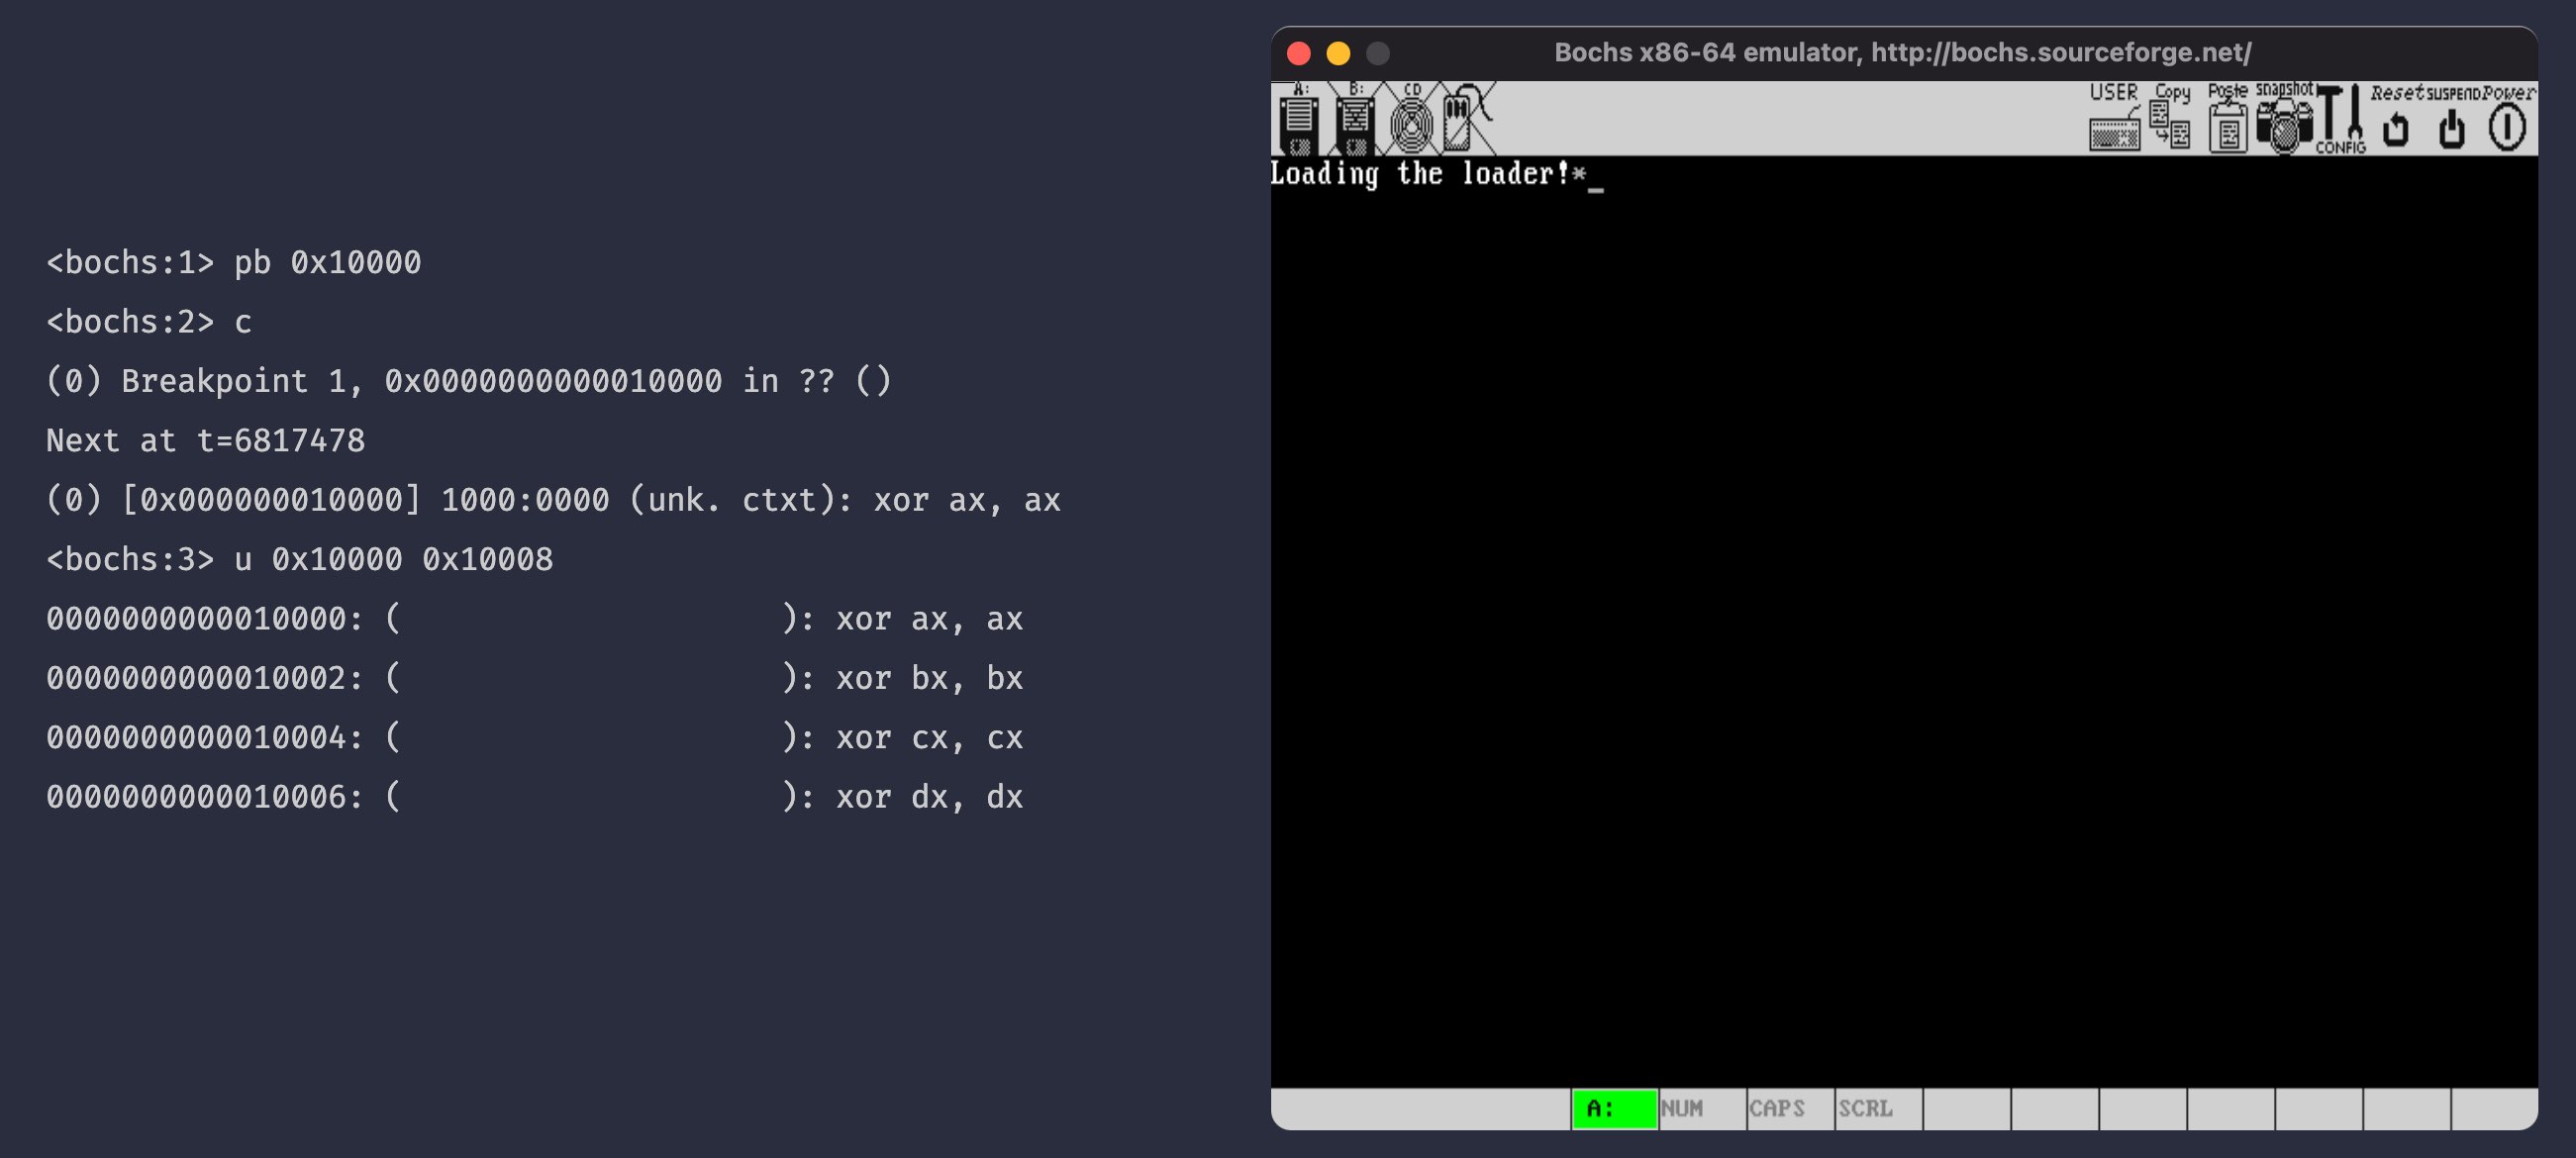 <bochs:1> pb 0x10000
<bochs:2> c
(0) Breakpoint 1, 0x0000000000010000 in ?? ()
Next at t=6817478
(0) [0x000000010000] 1000:0000 (unk. ctxt): xor ax, ax
<bochs:3> u 0x10000 0x10008
0000000000010000: (                    ): xor ax, ax
0000000000010002: (                    ): xor bx, bx
0000000000010004: (                    ): xor cx, cx
0000000000010006: (                    ): xor dx, dx
Bochs x86-64 emulator, http://bochs.sourceforge.net/
A: B: CD USER Copy Poste snapshot CONFIG Reset SUSPEND Power
Loading the loader!*_
A: NUM CAPS SCRL